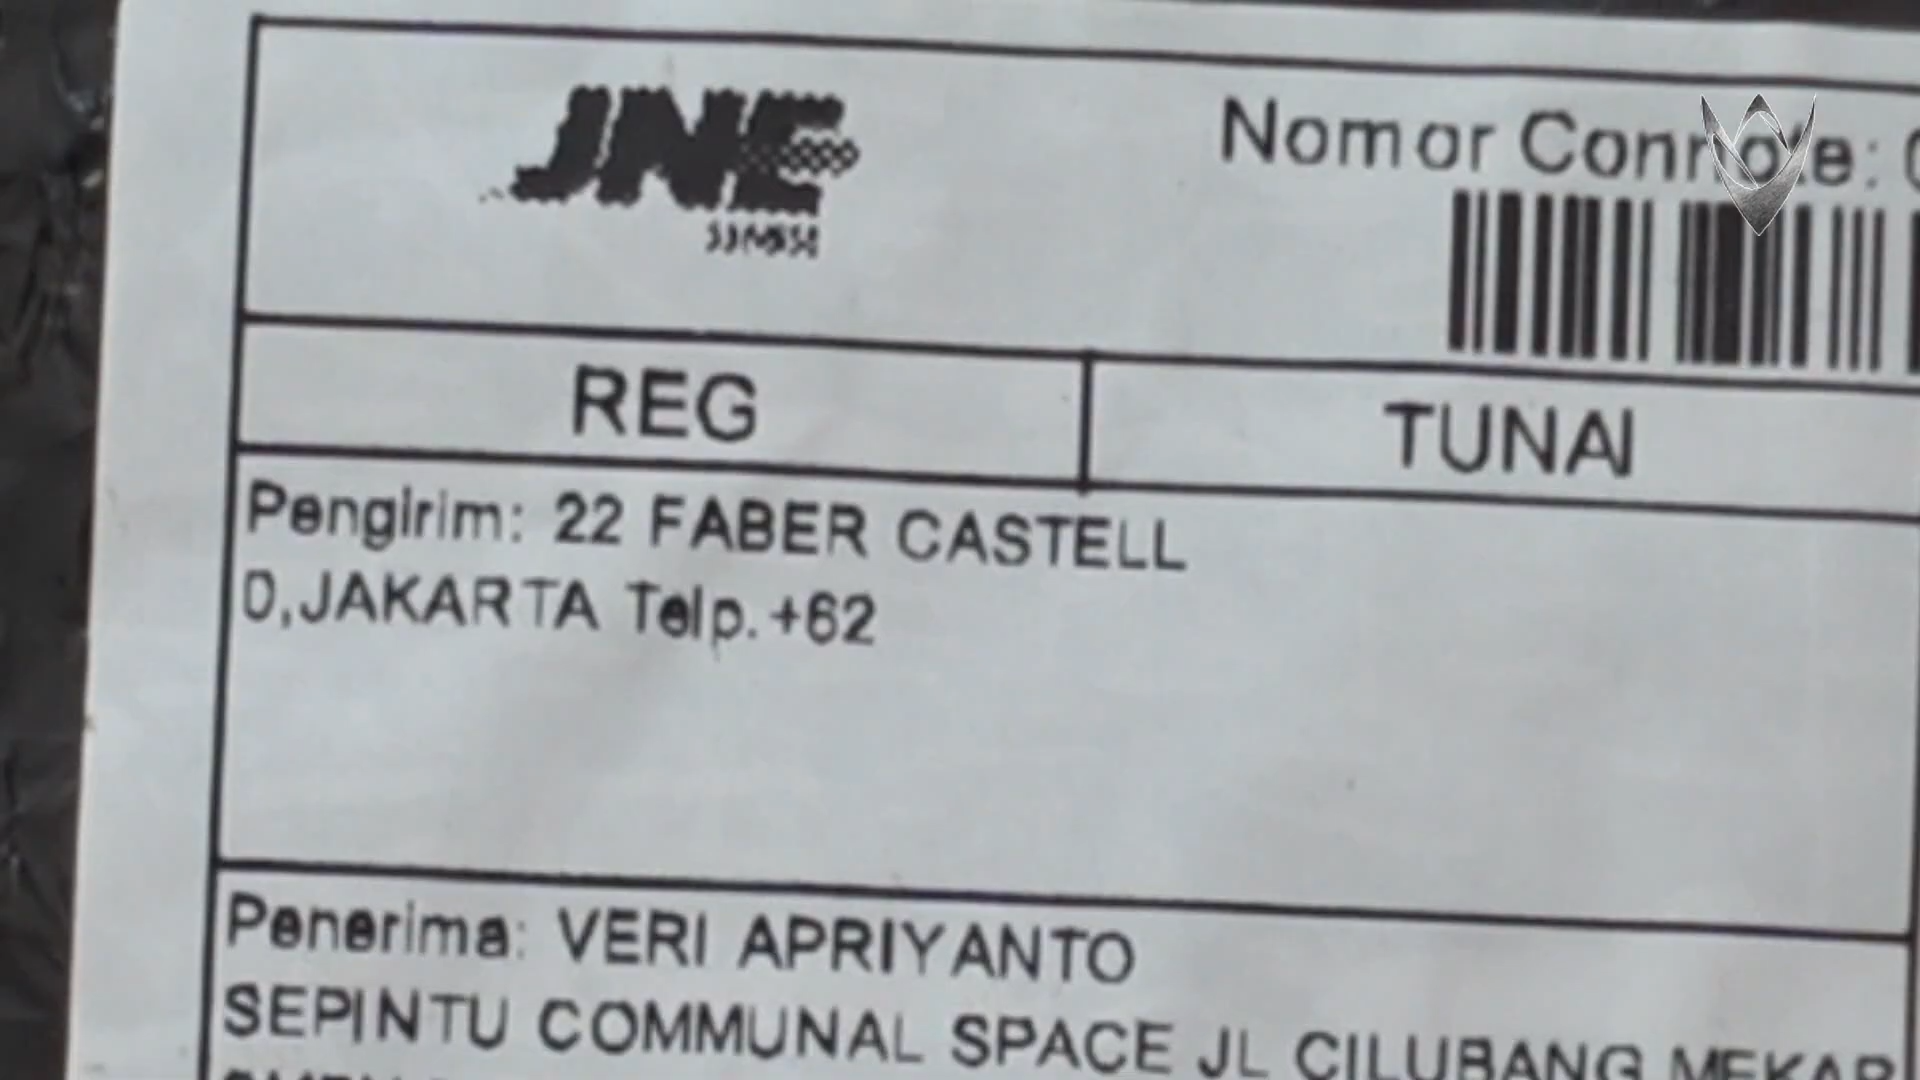 JNE
Nomor Connote:
REG
TUNAI
Pengirim: 22 FABER CASTELL
D,JAKARTA Telp.+62
Penerima: VERI APRIYANTO
SEPINTU COMMUNAL SPACE JL CILUBANG MEKAR